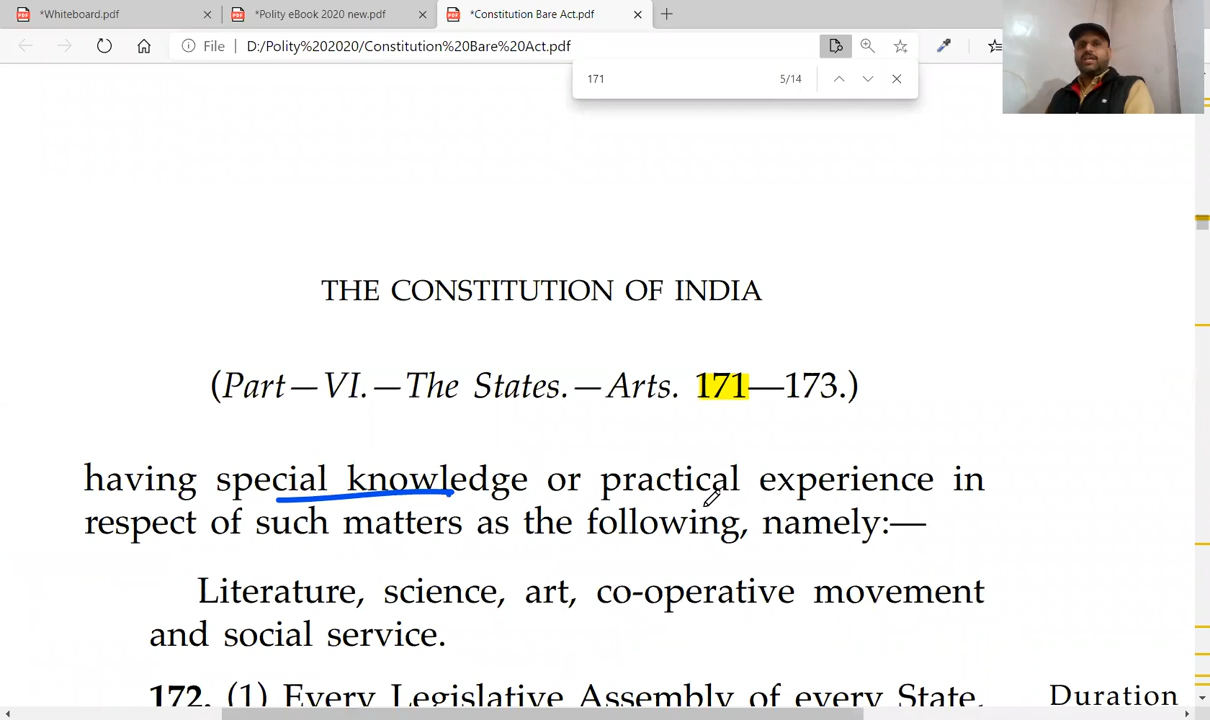 *Whiteboard.pdf
*Polity eBook 2020 new.pdf
*Constitution Bare Act.pdf
File
D:/Polity%202020/Constitution%20Bare%20Act.pdf
171
5/14
THE CONSTITUTION OF INDIA
(Part—VI.—The States.—Arts. 171—173.)
having special knowledge or practical experience in
respect of such matters as the following, namely:—
Literature, science, art, co-operative movement
and social service.
172. (1) Every Legislative Assembly of every State,
Duration